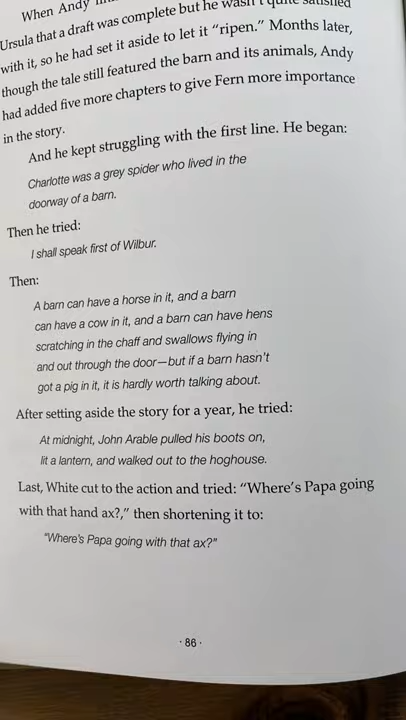 When Andy
Ursula that a draft was complete but he wasn't quite satisfied
with it, so he had set it aside to let it “ripen.” Months later,
though the tale still featured the barn and its animals, Andy
had added five more chapters to give Fern more importance
in the story.
And he kept struggling with the first line. He began:
Charlotte was a grey spider who lived in the
doorway of a barn.
Then he tried:
I shall speak first of Wilbur.
Then:
A barn can have a horse in it, and a barn
can have a cow in it, and a barn can have hens
scratching in the chaff and swallows flying in
and out through the door—but if a barn hasn't
got a pig in it, it is hardly worth talking about.
After setting aside the story for a year, he tried:
At midnight, John Arable pulled his boots on,
lit a lantern, and walked out to the hoghouse.
Last, White cut to the action and tried: “Where's Papa going
with that hand ax?,” then shortening it to:
“Where's Papa going with that ax?”
· 86 ·